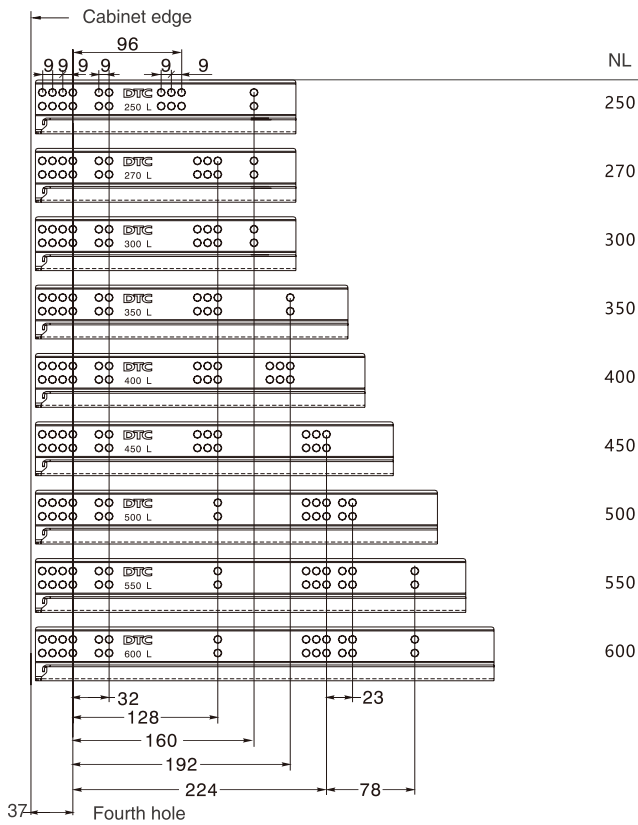 Cabinet edge
96
9 9 9 9 9 9
NL
DTC
250 L
250
DTC
270 L
270
DTC
300 L
300
DTC
350 L
350
DTC
400 L
400
DTC
450 L
450
DTC
500 L
500
DTC
550 L
550
DTC
600 L
600
32 23
128
160
192
224 78
37 Fourth hole